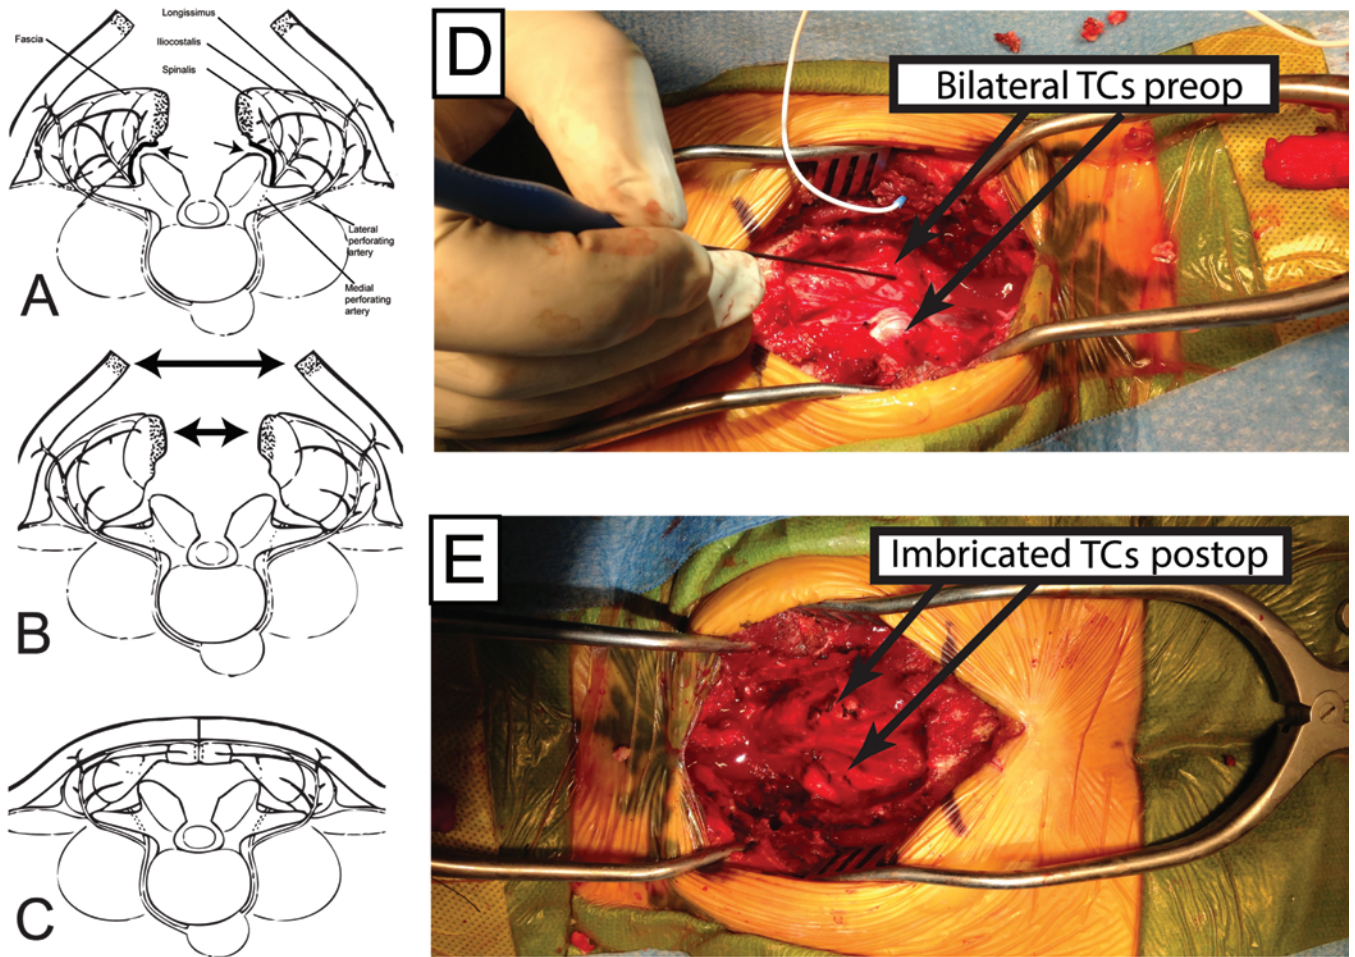 Longissimus
Fascia
Iliocostalis
Spinalis
Lateral
perforating
artery
Medial
perforating
artery
A
B
C
D
Bilateral TCs preop
E
Imbricated TCs postop